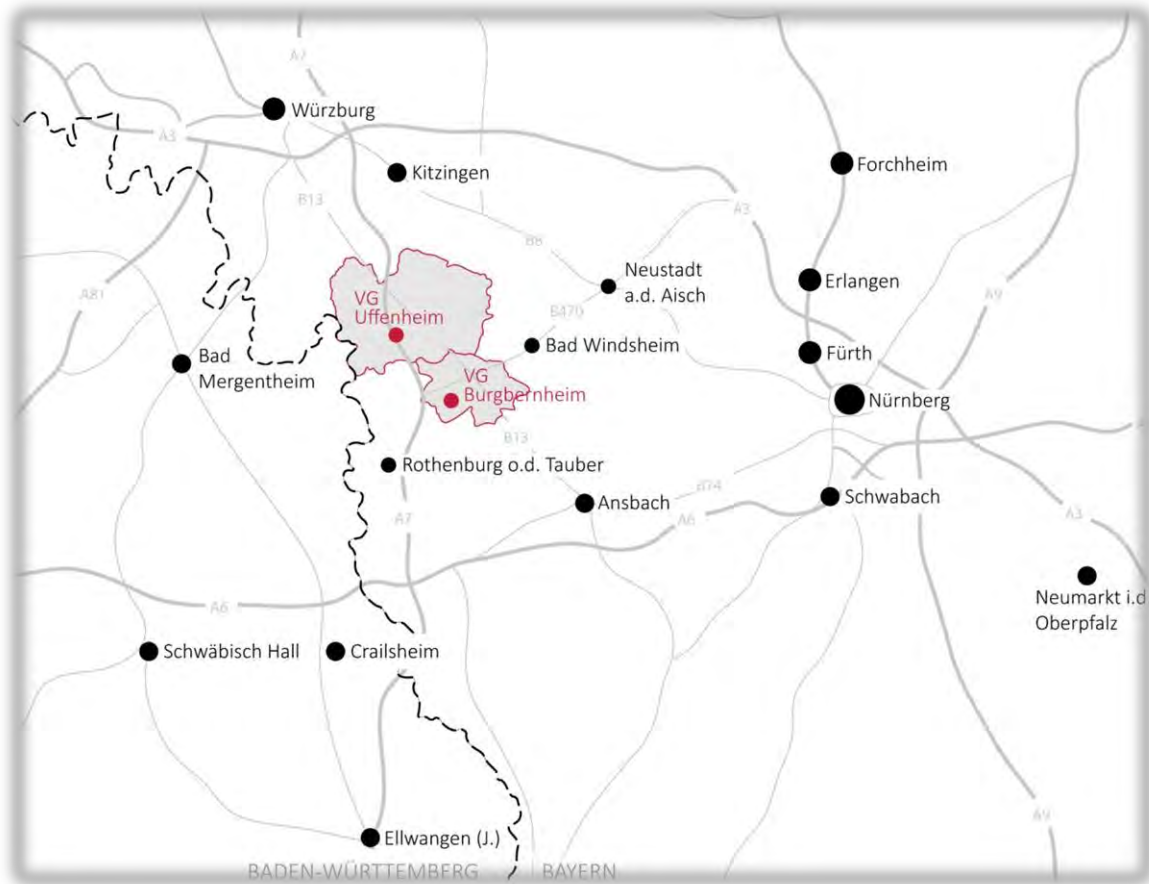 A7
Würzburg
A3
Forchheim
Kitzingen
B13
A3
B8
Neustadt
a.d. Aisch
Erlangen
A9
A81
VG
Uffenheim
B470
Bad Windsheim
Fürth
Bad
Mergentheim
VG
Burgbernheim
Nürnberg
B13
Rothenburg o.d. Tauber
B14
Ansbach
Schwabach
A7
A6
A3
A6
Neumarkt i.d
Oberpfalz
Schwäbisch Hall
Crailsheim
A9
Ellwangen (J.)
BADEN-WÜRTTEMBERG
BAYERN